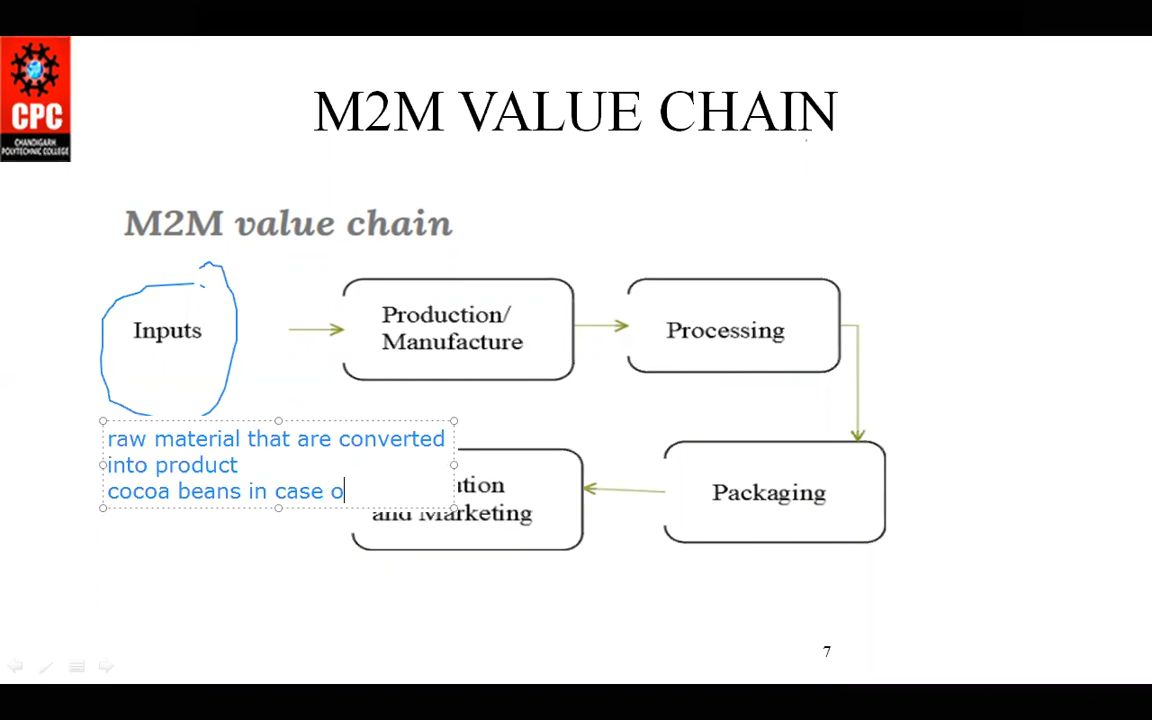 CPC
CHANDIGARH
POLYTECHNIC COLLEGE
M2M VALUE CHAIN
M2M value chain
Inputs
Production/
Manufacture
Processing
raw material that are converted
into product
cocoa beans in case o
and Marketing
Packaging
7